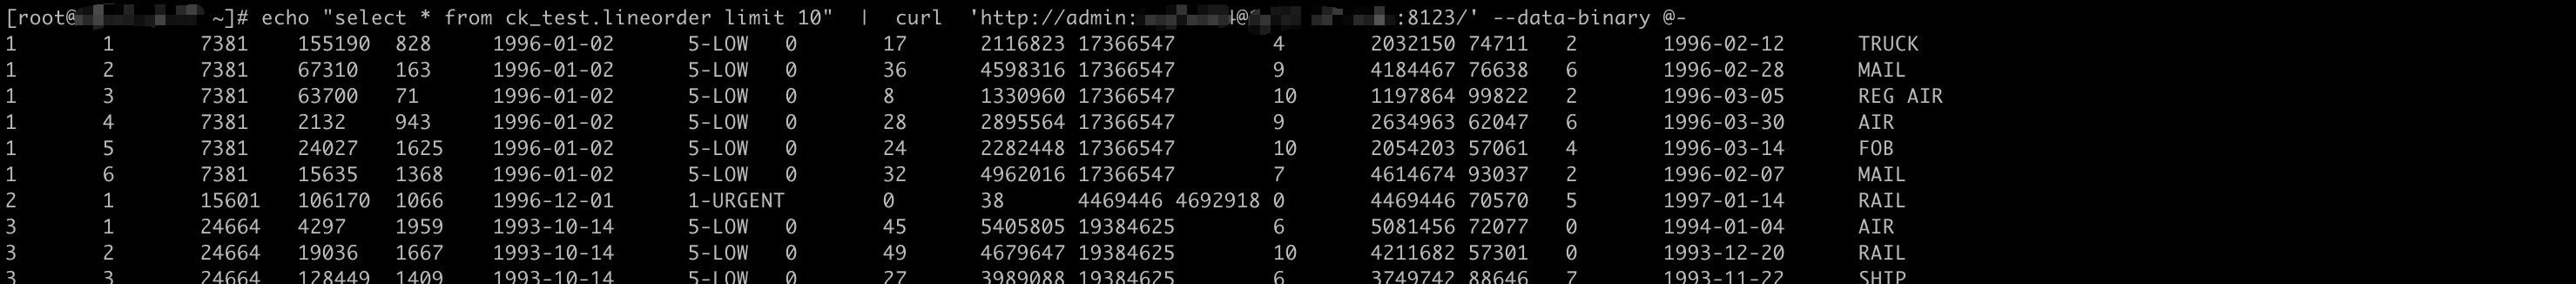 [root@ ~]# echo "select * from ck_test.lineorder limit 10" | curl 'http://admin: 4@ :8123/' --data-binary @-
1 1 7381 155190 828 1996-01-02 5-LOW 0 17 2116823 17366547 4 2032150 74711 2 1996-02-12 TRUCK
1 2 7381 67310 163 1996-01-02 5-LOW 0 36 4598316 17366547 9 4184467 76638 6 1996-02-28 MAIL
1 3 7381 63700 71 1996-01-02 5-LOW 0 8 1330960 17366547 10 1197864 99822 2 1996-03-05 REG AIR
1 4 7381 2132 943 1996-01-02 5-LOW 0 28 2895564 17366547 9 2634963 62047 6 1996-03-30 AIR
1 5 7381 24027 1625 1996-01-02 5-LOW 0 24 2282448 17366547 10 2054203 57061 4 1996-03-14 FOB
1 6 7381 15635 1368 1996-01-02 5-LOW 0 32 4962016 17366547 7 4614674 93037 2 1996-02-07 MAIL
2 1 15601 106170 1066 1996-12-01 1-URGENT 0 38 4469446 4692918 0 4469446 70570 5 1997-01-14 RAIL
3 1 24664 4297 1959 1993-10-14 5-LOW 0 45 5405805 19384625 6 5081456 72077 0 1994-01-04 AIR
3 2 24664 19036 1667 1993-10-14 5-LOW 0 49 4679647 19384625 10 4211682 57301 0 1993-12-20 RAIL
3 3 24664 128449 1409 1993-10-14 5-LOW 0 27 3989088 19384625 6 3749742 88646 7 1993-11-22 SHIP